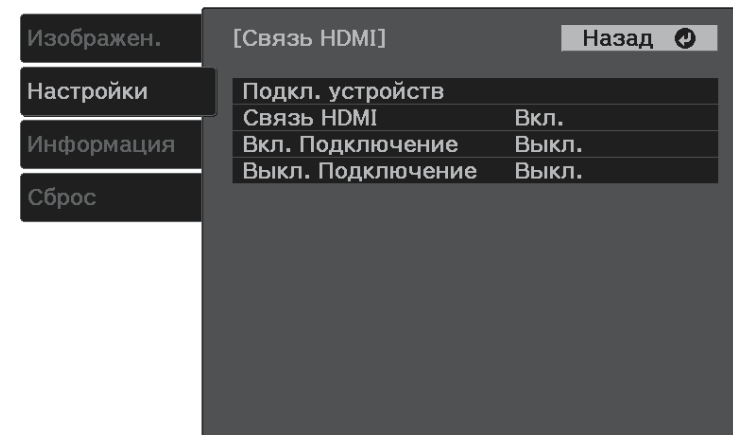 Изображен.
Настройки
Информация
Сброс
[Связь HDMI]
Назад
Подкл. устройств
Связь HDMI Вкл.
Вкл. Подключение Выкл.
Выкл. Подключение Выкл.